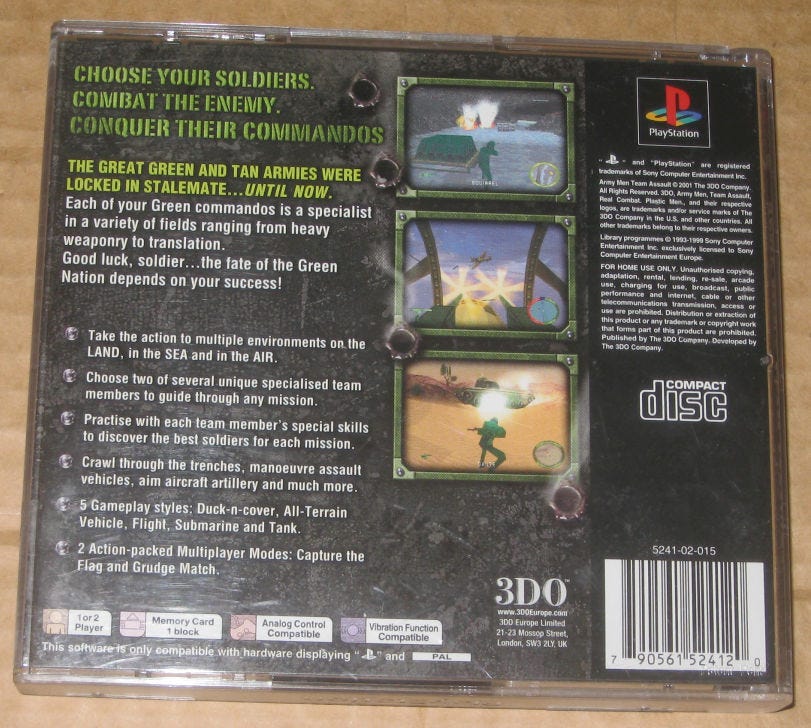 CHOOSE YOUR SOLDIERS.
COMBAT THE ENEMY.
CONQUER THEIR COMMANDOS
THE GREAT GREEN AND TAN ARMIES WERE
LOCKED IN STALEMATE...UNTIL NOW.
Each of your Green commandos is a specialist
in a variety of fields ranging from heavy
weaponry to translation.
Good luck, soldier...the fate of the Green
Nation depends on your success!
Take the action to multiple environments on the
LAND, in the SEA and in the AIR.
Choose two of several unique specialised team
members to guide through any mission.
Practise with each team member's special skills
to discover the best soldiers for each mission.
Crawl through the trenches, manoeuvre assault
vehicles, aim aircraft artillery and much more.
5 Gameplay styles: Duck-n-cover, All-Terrain
Vehicle, Flight, Submarine and Tank.
2 Action-packed Multiplayer Modes: Capture the
Flag and Grudge Match.
1 or 2
Player
Memory Card
1 block
Analog Control
Compatible
Vibration Function
Compatible
This software is only compatible with hardware displaying " " and PAL
SQUIRREL
3DO™
www.3DOEurope.com
3DO Europe Limited
21-23 Mossop Street,
London, SW3 2LY, UK
PlayStation
" " and "PlayStation" are registered
trademarks of Sony Computer Entertainment Inc.
Army Men Team Assault © 2001 The 3DO Company.
All Rights Reserved. 3DO, Army Men, Team Assault,
Real Combat. Plastic Men., and their respective
logos, are trademarks and/or service marks of The
3DO Company in the U.S. and other countries. All
other trademarks belong to their respective owners.
Library programmes © 1993-1999 Sony Computer
Entertainment Inc. exclusively licensed to Sony
Computer Entertainment Europe.
FOR HOME USE ONLY. Unauthorised copying,
adaptation, rental, lending, re-sale, arcade
use, charging for use, broadcast, public
performance and internet, cable or other
telecommunications transmission, access or
use are prohibited. Distribution or extraction of
this product or any trademark or copyright work
that forms part of this product are prohibited.
Published by The 3DO Company. Developed by
The 3DO Company.
COMPACT
disc
5241-02-015
7 90561 52412 0